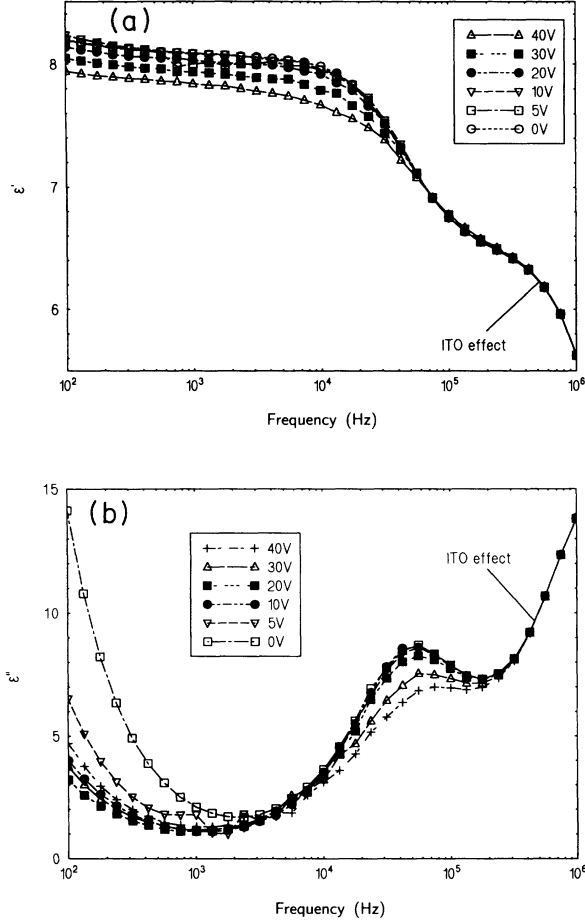 (a)
40V
30V
20V
10V
5V
0V
8
7
6
ε'
ITO effect
10² 10³ 10⁴ 10⁵ 10⁶
Frequency (Hz)
(b)
15
10
5
0
ε"
40V
30V
20V
10V
5V
0V
ITO effect
10² 10³ 10⁴ 10⁵ 10⁶
Frequency (Hz)